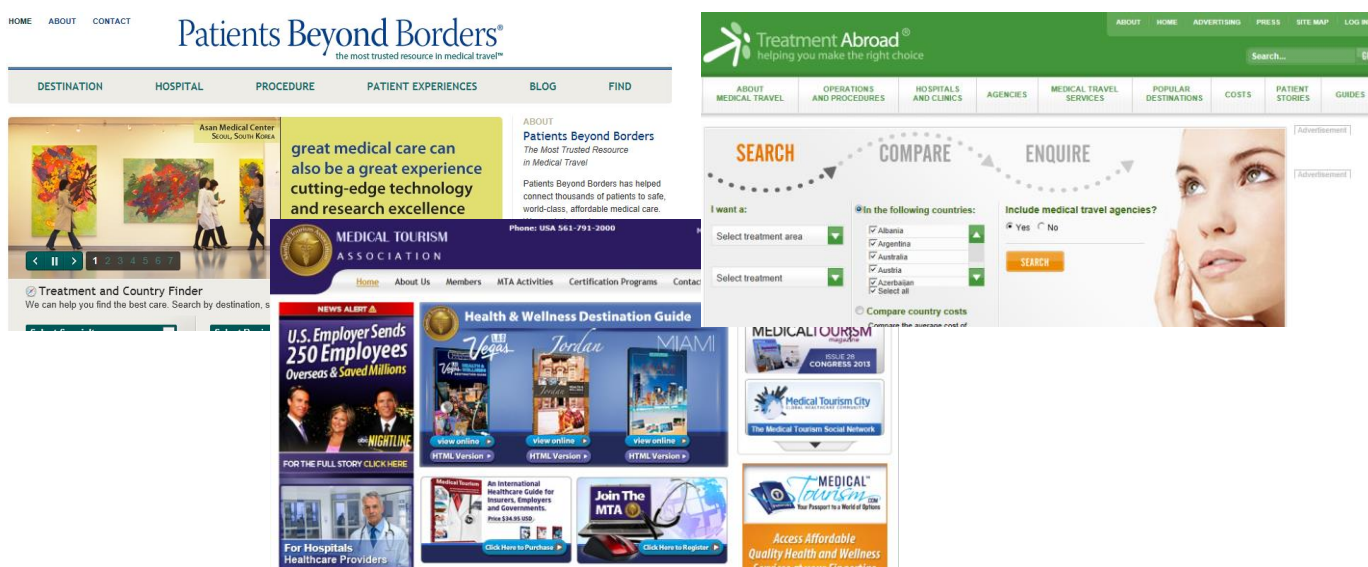 HOME ABOUT CONTACT
Patients Beyond Borders®
the most trusted resource in medical travel™
DESTINATION HOSPITAL PROCEDURE PATIENT EXPERIENCES BLOG FIND
Asan Medical Center
SEOUL, SOUTH KOREA
great medical care can
also be a great experience
cutting-edge technology
and research excellence
1 2 3 4 5 6 7
ABOUT
Patients Beyond Borders
The Most Trusted Resource
in Medical Travel
Patients Beyond Borders has helped
connect thousands of patients to safe,
world-class, affordable medical care.
Treatment and Country Finder
We can help you find the best care. Search by destination, s
ABOUT HOME ADVERTISING PRESS SITE MAP LOG IN
Treatment Abroad®
helping you make the right choice
Search...
ABOUT
MEDICAL TRAVEL
OPERATIONS
AND PROCEDURES
HOSPITALS
AND CLINICS
AGENCIES
MEDICAL TRAVEL
SERVICES
POPULAR
DESTINATIONS
COSTS
PATIENT
STORIES
GUIDES
SEARCH COMPARE ENQUIRE
I want a:
Select treatment area
Select treatment
In the following countries:
Albania
Argentina
Australia
Austria
Azerbaijan
Select all
Compare country costs
Compare the average cost of
Include medical travel agencies?
Yes No
SEARCH
Advertisement
Advertisement
MEDICAL TOURISM
ASSOCIATION
Phone: USA 561-791-2000
Home About Us Members MTA Activities Certification Programs Contact
NEWS ALERT
U.S. Employer Sends
250 Employees
Overseas & Saved Millions
abc NIGHTLINE
FOR THE FULL STORY CLICK HERE
For Hospitals
Healthcare Providers
Health & Wellness Destination Guide
LAS
Vegas
Jordan
MIAMI
view online view online view online
HTML Version HTML Version HTML Version
Medical Tourism
An International
Healthcare Guide for
Insurers, Employers
and Governments.
Price $34.95 USD
Click Here to Purchase
Join The
MTA
Click Here to Register
MEDICALTOURISM
magazine
ISSUE 28
CONGRESS 2013
Medical Tourism City
GLOBAL HEALTHCARE COMMUNITY
The Medical Tourism Social Network
MEDICAL
Tourism.com
Your Passport to a World of Options
Access Affordable
Quality Health and Wellness